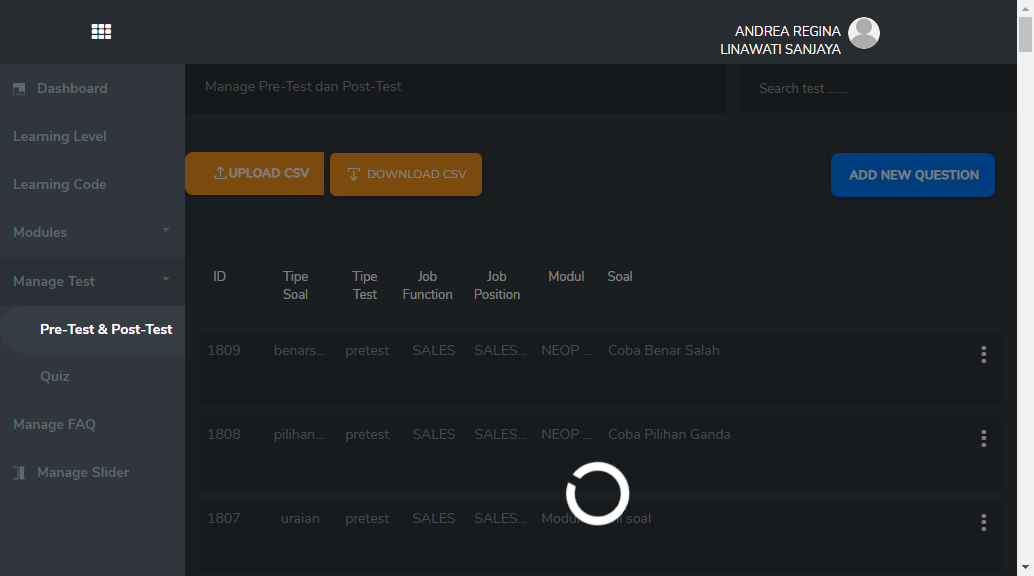 ANDREA REGINA
LINAWATI SANJAYA
Dashboard
Learning Level
Learning Code
Modules
Manage Test
Pre-Test & Post-Test
Quiz
Manage FAQ
Manage Slider
Manage Pre-Test dan Post-Test
Search test .......
UPLOAD CSV
DOWNLOAD CSV
ADD NEW QUESTION
ID Tipe Soal Tipe Test Job Function Job Position Modul Soal
1809 benars... pretest SALES SALES... NEOP ... Coba Benar Salah
1808 pilihan... pretest SALES SALES... NEOP ... Coba Pilihan Ganda
1807 uraian pretest SALES SALES... soal